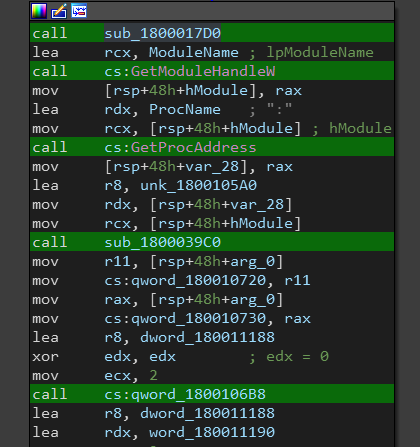 call sub_1800017D0
lea rcx, ModuleName ; lpModuleName
call cs:GetModuleHandleW
mov [rsp+48h+hModule], rax
lea rdx, ProcName ; ":"
mov rcx, [rsp+48h+hModule] ; hModule
call cs:GetProcAddress
mov [rsp+48h+var_28], rax
lea r8, unk_1800105A0
mov rdx, [rsp+48h+var_28]
mov rcx, [rsp+48h+hModule]
call sub_1800039C0
mov r11, [rsp+48h+arg_0]
mov cs:qword_180010720, r11
mov rax, [rsp+48h+arg_0]
mov cs:qword_180010730, rax
lea r8, dword_180011188
xor edx, edx ; edx = 0
mov ecx, 2
call cs:qword_1800106B8
lea r8, dword_180011188
lea rdx, word_180011190